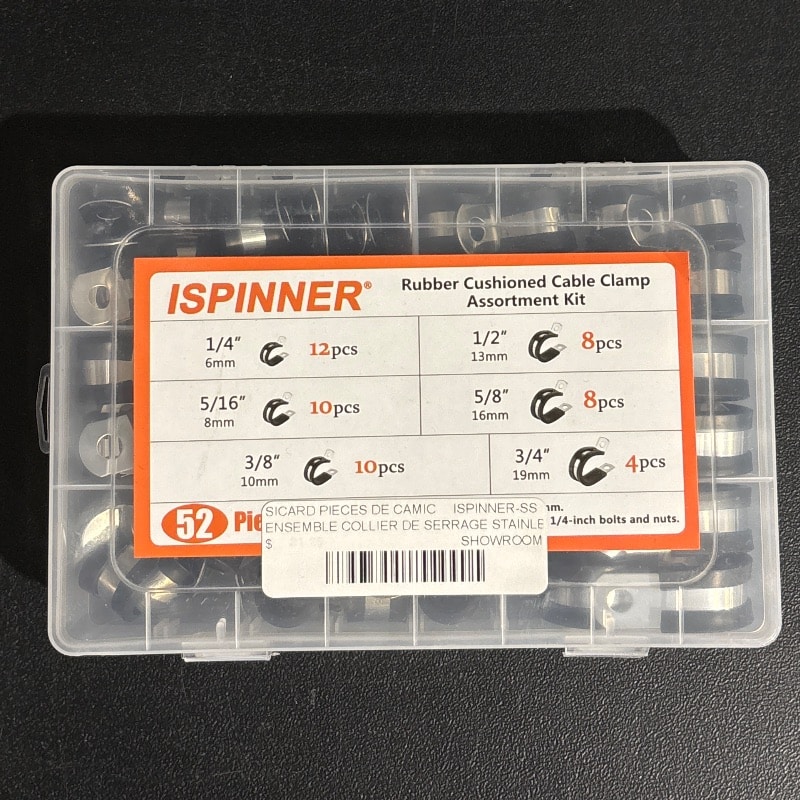 ISPINNER®
Rubber Cushioned Cable Clamp
Assortment Kit
1/4" 12pcs
6mm
1/2" 8pcs
13mm
5/16" 10pcs
8mm
5/8" 8pcs
16mm
3/8" 10pcs
10mm
3/4" 4pcs
19mm
52
1/4-inch bolts and nuts.
SICARD PIECES DE CAMIC ISPINNER-SS
ENSEMBLE COLLIER DE SERRAGE STAINLE
$ SHOWROOM